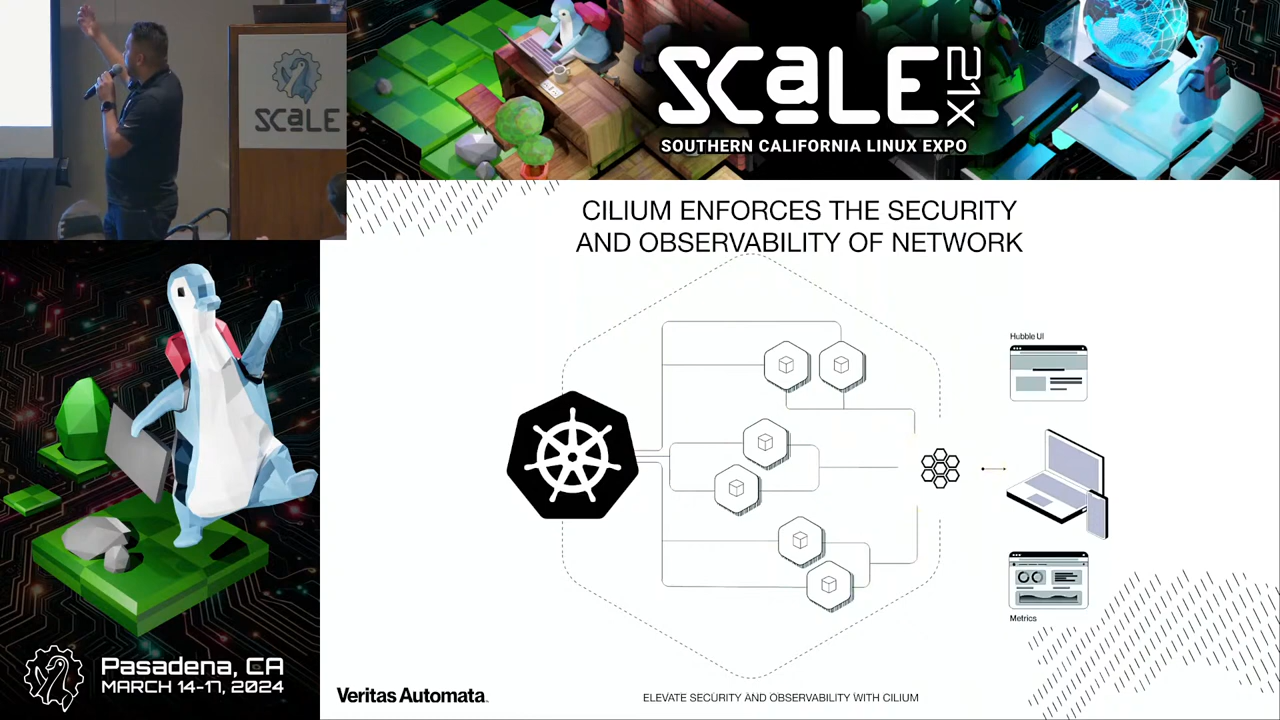 SCALE
SCALE 21X
SOUTHERN CALIFORNIA LINUX EXPO
CILIUM ENFORCES THE SECURITY
AND OBSERVABILITY OF NETWORK
Hubble UI
Metrics
Pasadena, CA
MARCH 14-17, 2024
Veritas Automata.
ELEVATE SECURITY AND OBSERVABILITY WITH CILIUM